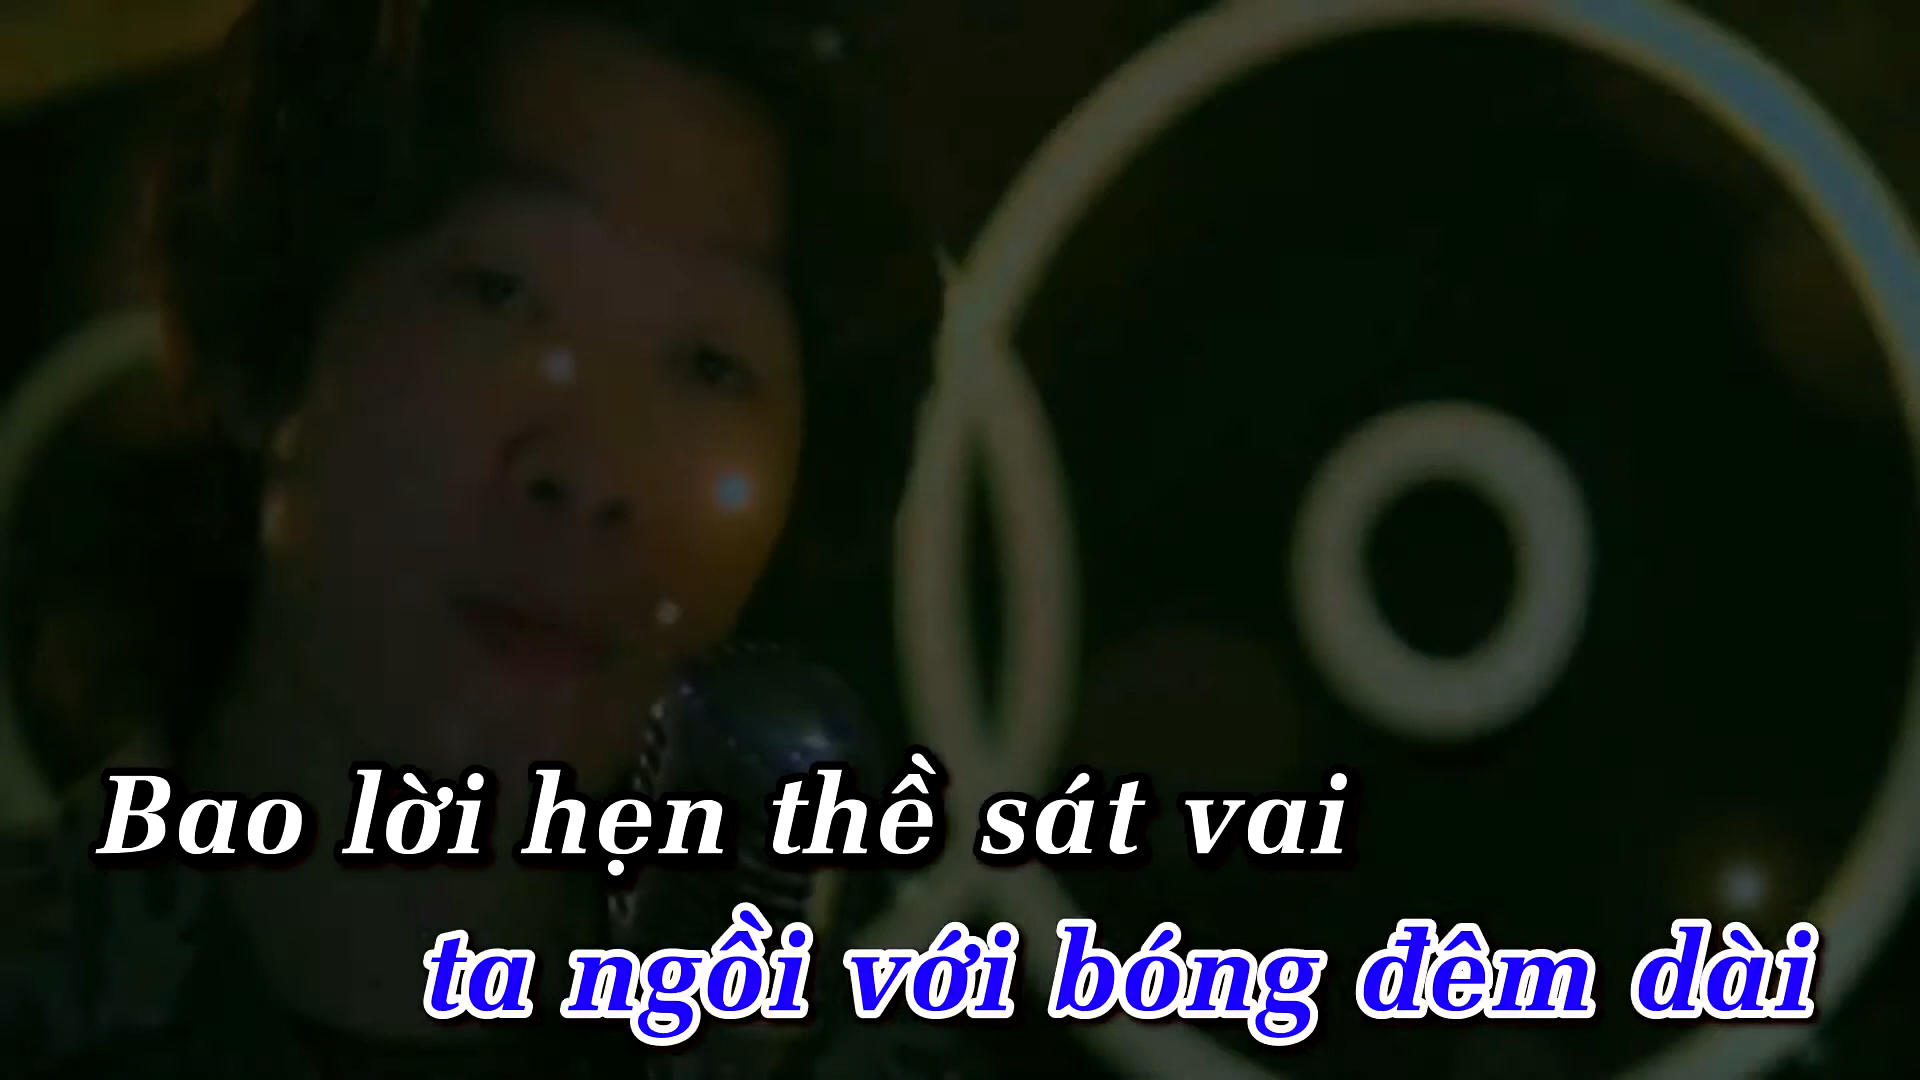 Bao lời hẹn thề sát vai
ta ngồi với bóng đêm dài